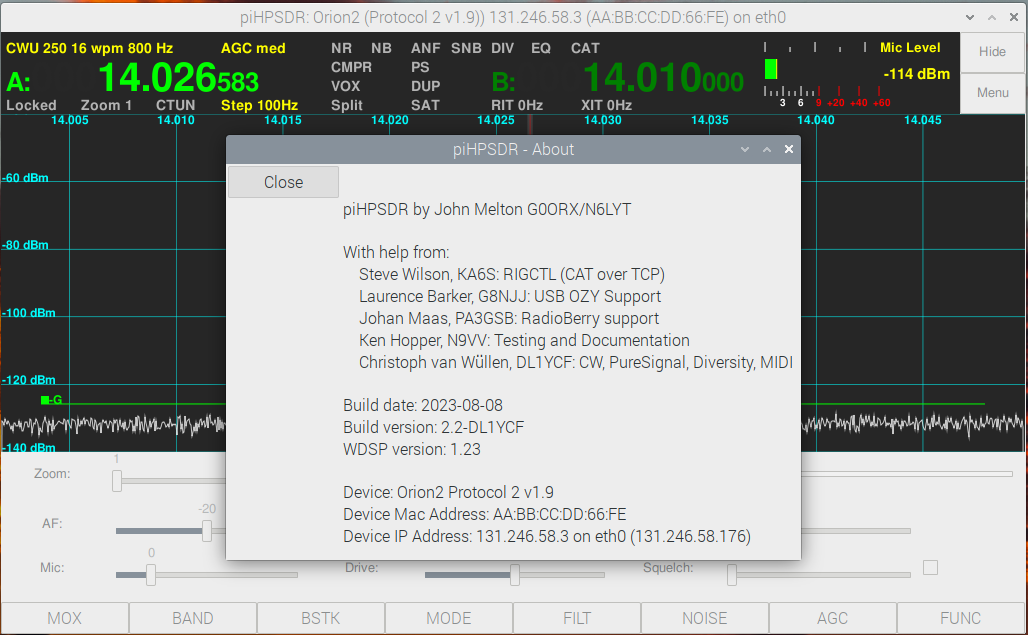 piHPSDR: Orion2 (Protocol 2 v1.9)) 131.246.58.3 (AA:BB:CC:DD:66:FE) on eth0
CWU 250 16 wpm 800 Hz AGC med NR NB ANF SNB DIV EQ CAT Mic Level Hide
CMPR PS
A: 14.026583 VOX DUP B: 14.010000 -114 dBm
Locked Zoom 1 CTUN Step 100Hz Split SAT RIT 0Hz XIT 0Hz 3 6 9 +20 +40 +60 Menu
14.005 14.010 14.015 14.020 14.025 14.030 14.035 14.040 14.045
-60 dBm
-80 dBm
-100 dBm
-120 dBm
-G
-140 dBm
piHPSDR - About
Close
piHPSDR by John Melton G0ORX/N6LYT
With help from:
Steve Wilson, KA6S: RIGCTL (CAT over TCP)
Laurence Barker, G8NJJ: USB OZY Support
Johan Maas, PA3GSB: RadioBerry support
Ken Hopper, N9VV: Testing and Documentation
Christoph van Wüllen, DL1YCF: CW, PureSignal, Diversity, MIDI
Build date: 2023-08-08
Build version: 2.2-DL1YCF
WDSP version: 1.23
Device: Orion2 Protocol 2 v1.9
Device Mac Address: AA:BB:CC:DD:66:FE
Device IP Address: 131.246.58.3 on eth0 (131.246.58.176)
Zoom: 1
AF: -20
Mic: 0 Drive: Squelch:
MOX BAND BSTK MODE FILT NOISE AGC FUNC